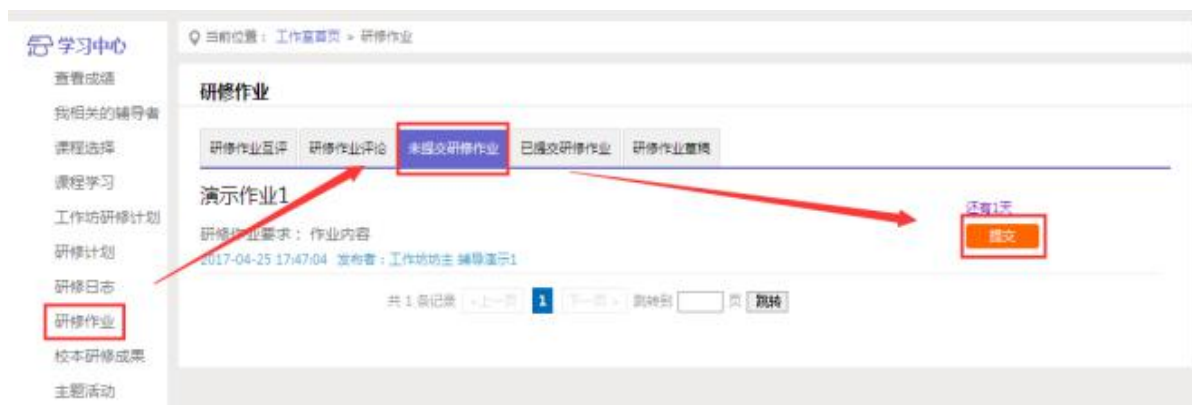 学习中心
查看成绩
我相关的辅导者
课程选择
课程学习
工作坊研修计划
研修计划
研修日志
研修作业
校本研修成果
主题活动
当前位置： 工作室首页 » 研修作业
研修作业
研修作业互评 研修作业评论 未提交研修作业 已提交研修作业 研修作业草稿
演示作业1
还有1天
研修作业要求： 作业内容
提交
2017-04-25 17:47:04 发布者：工作坊坊主 辅导演示1
共 1 条记录 «上一页 1 下一页» 跳转到 页 跳转